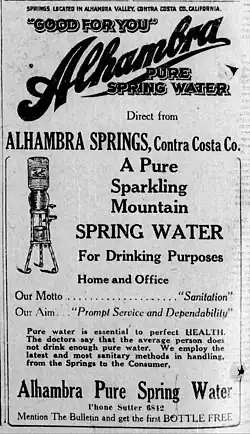 SPRINGS LOCATED IN ALHAMBRA VALLEY, CONTRA COSTA CO. CALIFORNIA.
"GOOD FOR YOU"
Alhambra
PURE
SPRING WATER
Direct from
ALHAMBRA SPRINGS, Contra Costa Co.
A Pure
Sparkling
Mountain
SPRING WATER
For Drinking Purposes
Home and Office
Our Motto . . . . . . . . . . . . . . . . . . . . "Sanitation"
Our Aim . . "Prompt Service and Dependability"
Pure water is essential to perfect HEALTH.
The doctors say that the average person does
not drink enough pure water. We employ the
latest and most sanitary methods in handling,
from the Springs to the Consumer,
Alhambra Pure Spring Water
Phone Sutter 6842
Mention The Bulletin and get the first BOTTLE FREE